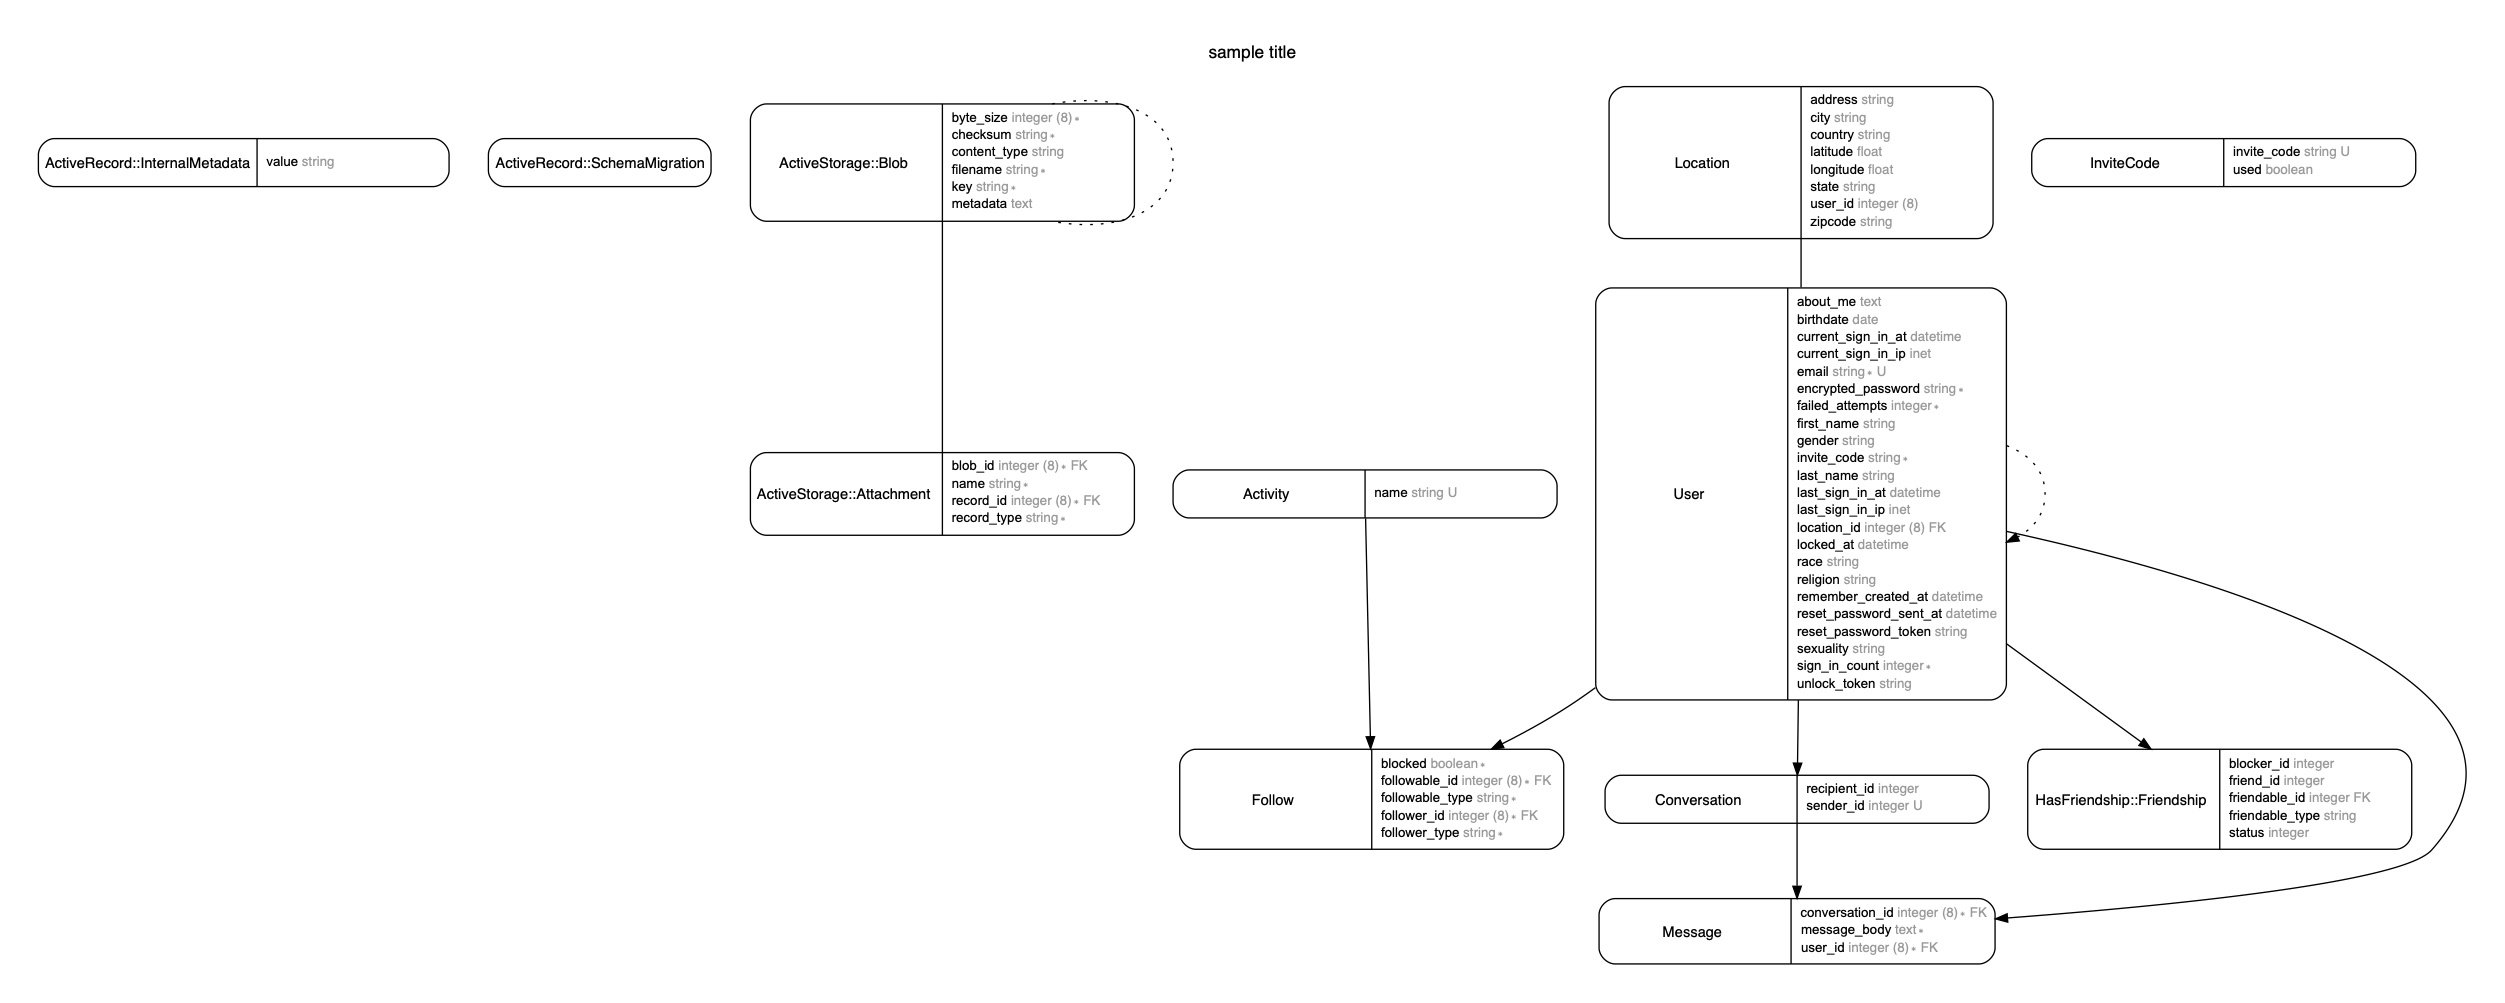 sample title
ActiveRecord::InternalMetadata
value string
ActiveRecord::SchemaMigration
ActiveStorage::Blob
byte_size integer (8) ∗
checksum string ∗
content_type string
filename string ∗
key string ∗
metadata text
Location
address string
city string
country string
latitude float
longitude float
state string
user_id integer (8)
zipcode string
InviteCode
invite_code string U
used boolean
ActiveStorage::Attachment
blob_id integer (8) ∗ FK
name string ∗
record_id integer (8) ∗ FK
record_type string ∗
Activity
name string U
User
about_me text
birthdate date
current_sign_in_at datetime
current_sign_in_ip inet
email string ∗ U
encrypted_password string ∗
failed_attempts integer ∗
first_name string
gender string
invite_code string ∗
last_name string
last_sign_in_at datetime
last_sign_in_ip inet
location_id integer (8) FK
locked_at datetime
race string
religion string
remember_created_at datetime
reset_password_sent_at datetime
reset_password_token string
sexuality string
sign_in_count integer ∗
unlock_token string
Follow
blocked boolean ∗
followable_id integer (8) ∗ FK
followable_type string ∗
follower_id integer (8) ∗ FK
follower_type string ∗
Conversation
recipient_id integer
sender_id integer U
HasFriendship::Friendship
blocker_id integer
friend_id integer
friendable_id integer FK
friendable_type string
status integer
Message
conversation_id integer (8) ∗ FK
message_body text ∗
user_id integer (8) ∗ FK